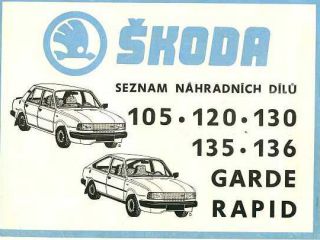 ŠKODA
SEZNAM NÁHRADNÍCH DÍLŮ
105 • 120 • 130
135 • 136
GARDE
RAPID